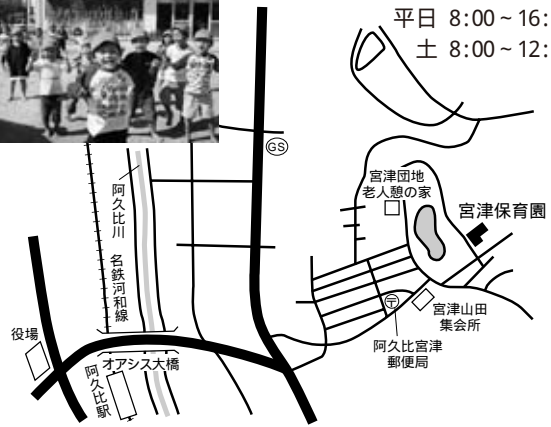 平日 8:00～16:
土 8:00～12:
GS
宮津団地
老人憩の家
宮津保育園
阿久比川
名鉄河和線
〒
宮津山田
集会所
役場
阿久比宮津
郵便局
オアシス大橋
阿久比駅